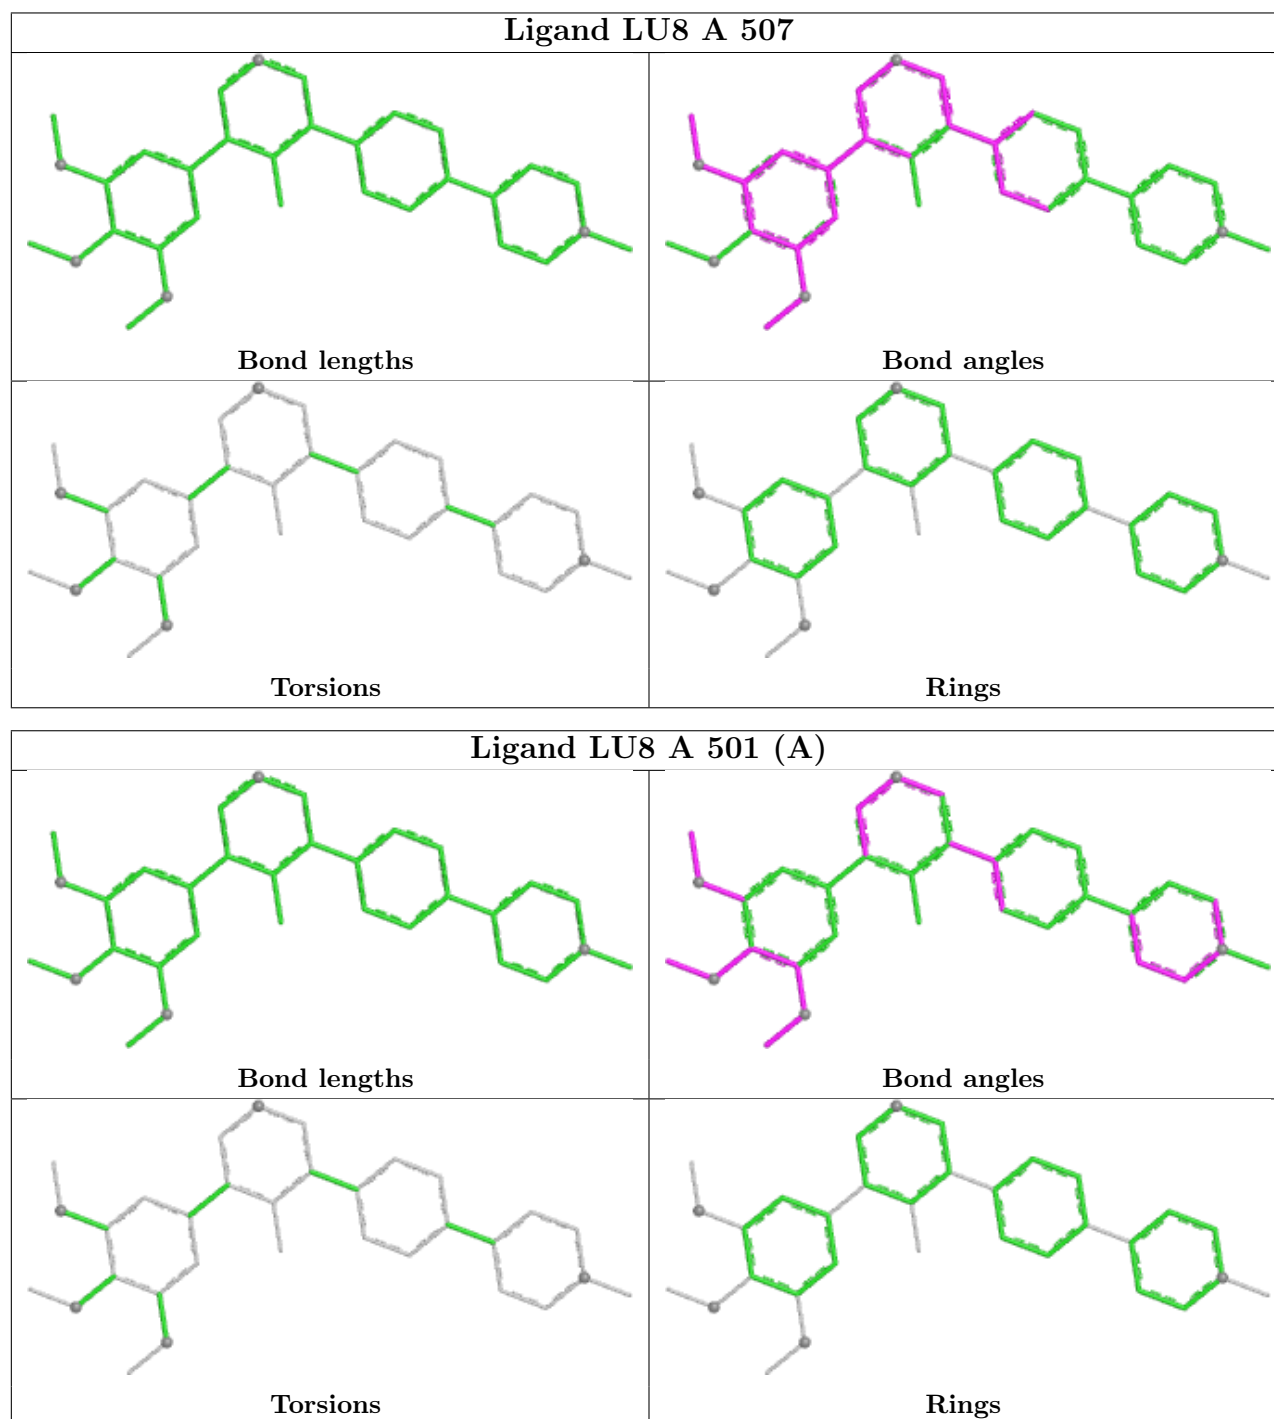 Ligand LU8 A 507
Bond lengths
Bond angles
Torsions
Rings
Ligand LU8 A 501 (A)
Bond lengths
Bond angles
Torsions
Rings